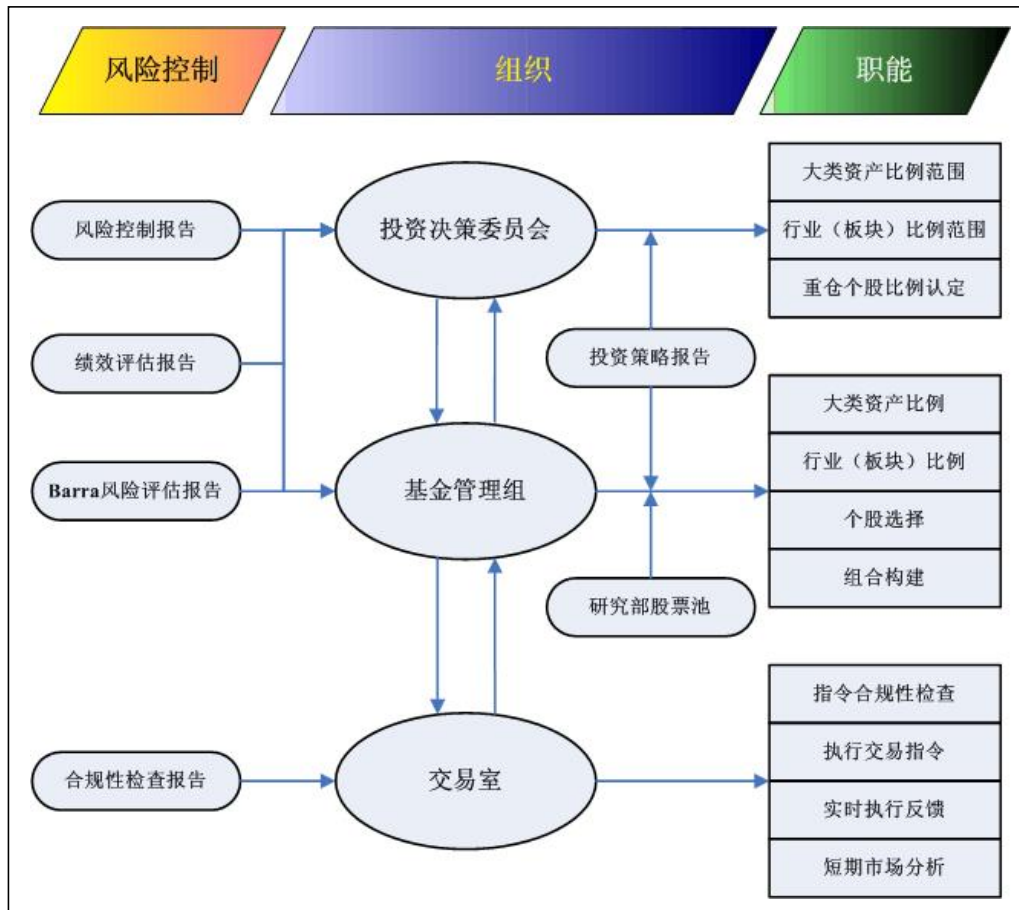 风险控制
组织
职能
大类资产比例范围
风险控制报告
投资决策委员会
行业（板块）比例范围
重仓个股比例认定
绩效评估报告
投资策略报告
大类资产比例
行业（板块）比例
Barra风险评估报告
基金管理组
个股选择
组合构建
研究部股票池
指令合规性检查
执行交易指令
合规性检查报告
交易室
实时执行反馈
短期市场分析